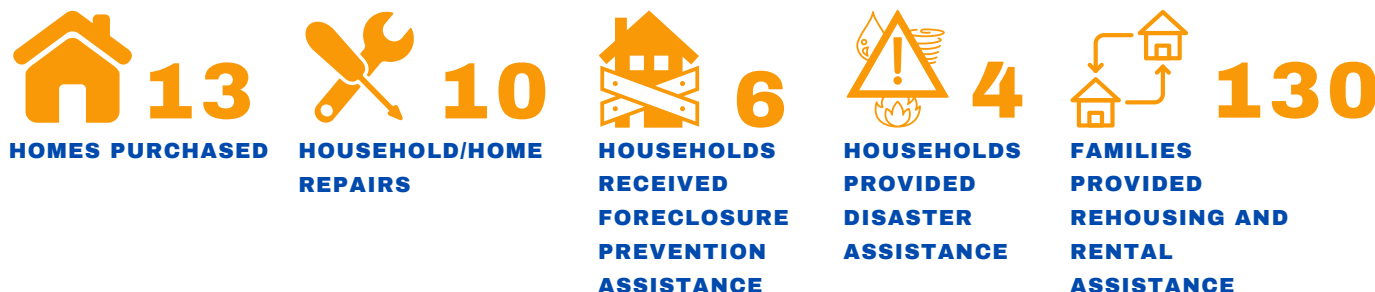 13
HOMES PURCHASED
10
HOUSEHOLD/HOME
REPAIRS
6
HOUSEHOLDS
RECEIVED
FORECLOSURE
PREVENTION
ASSISTANCE
!
4
HOUSEHOLDS
PROVIDED
DISASTER
ASSISTANCE
130
FAMILIES
PROVIDED
REHOUSING AND
RENTAL
ASSISTANCE